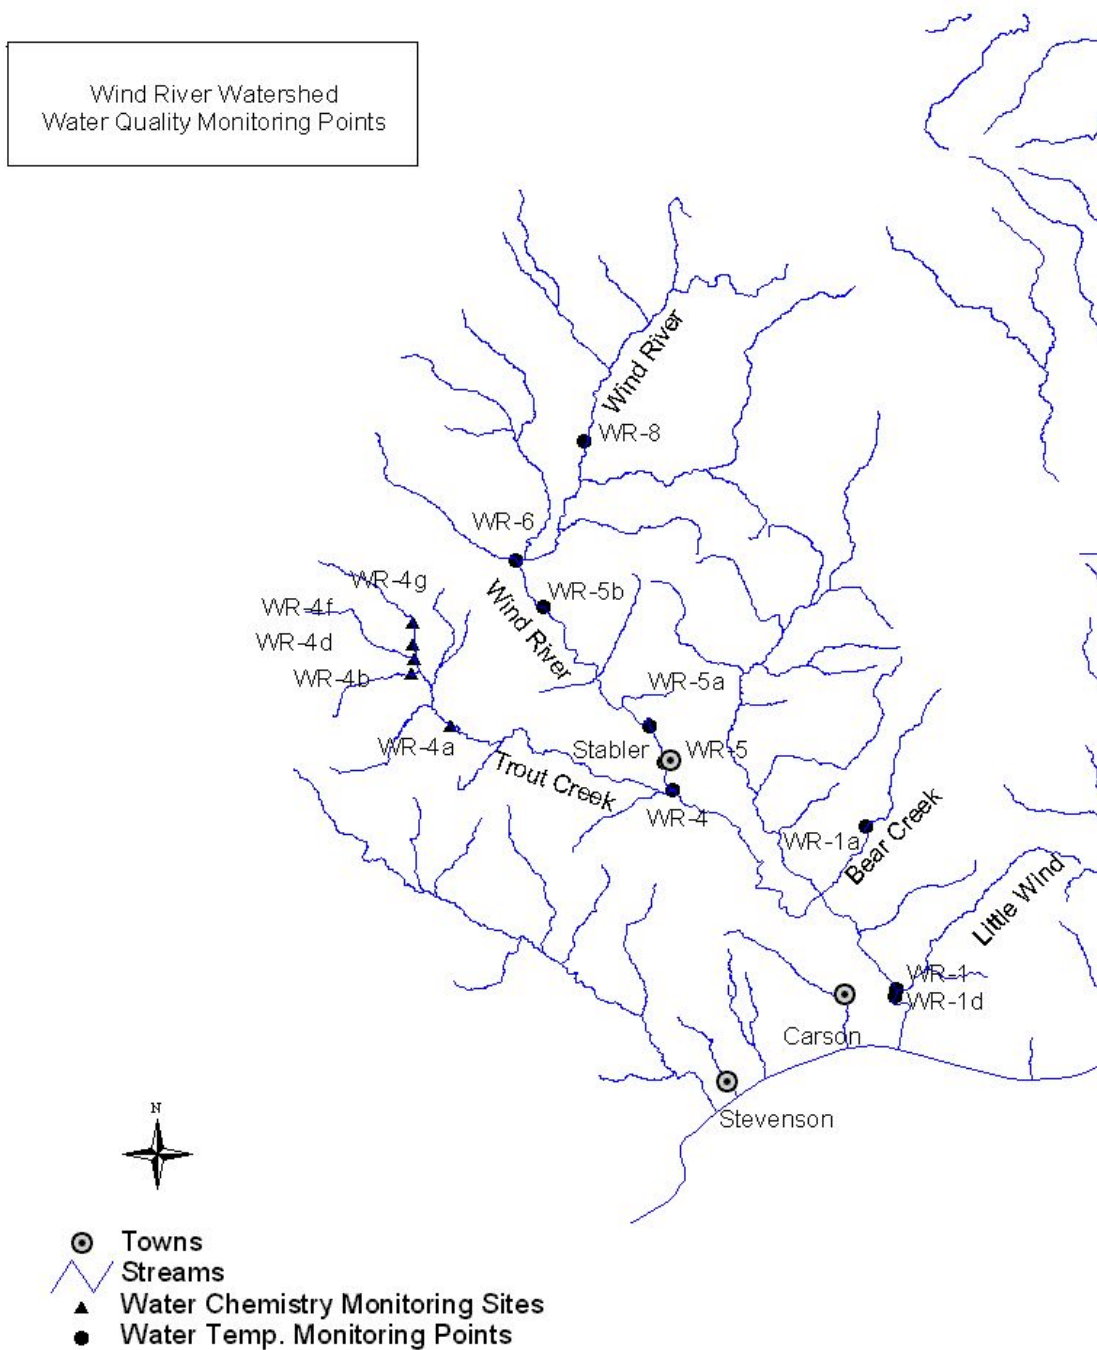 Wind River Watershed
Water Quality Monitoring Points
Wind River
WR-8
WR-6
WR-4g
WR-5b
WR-4f
Wind River
WR-4d
WR-4b
WR-5a
WR-4a
Stabler
WR-5
Trout Creek
WR-4
WR-1a
Bear Creek
Little Wind
WR-1
WR-1d
Carson
Stevenson
N
Towns
Streams
Water Chemistry Monitoring Sites
Water Temp. Monitoring Points